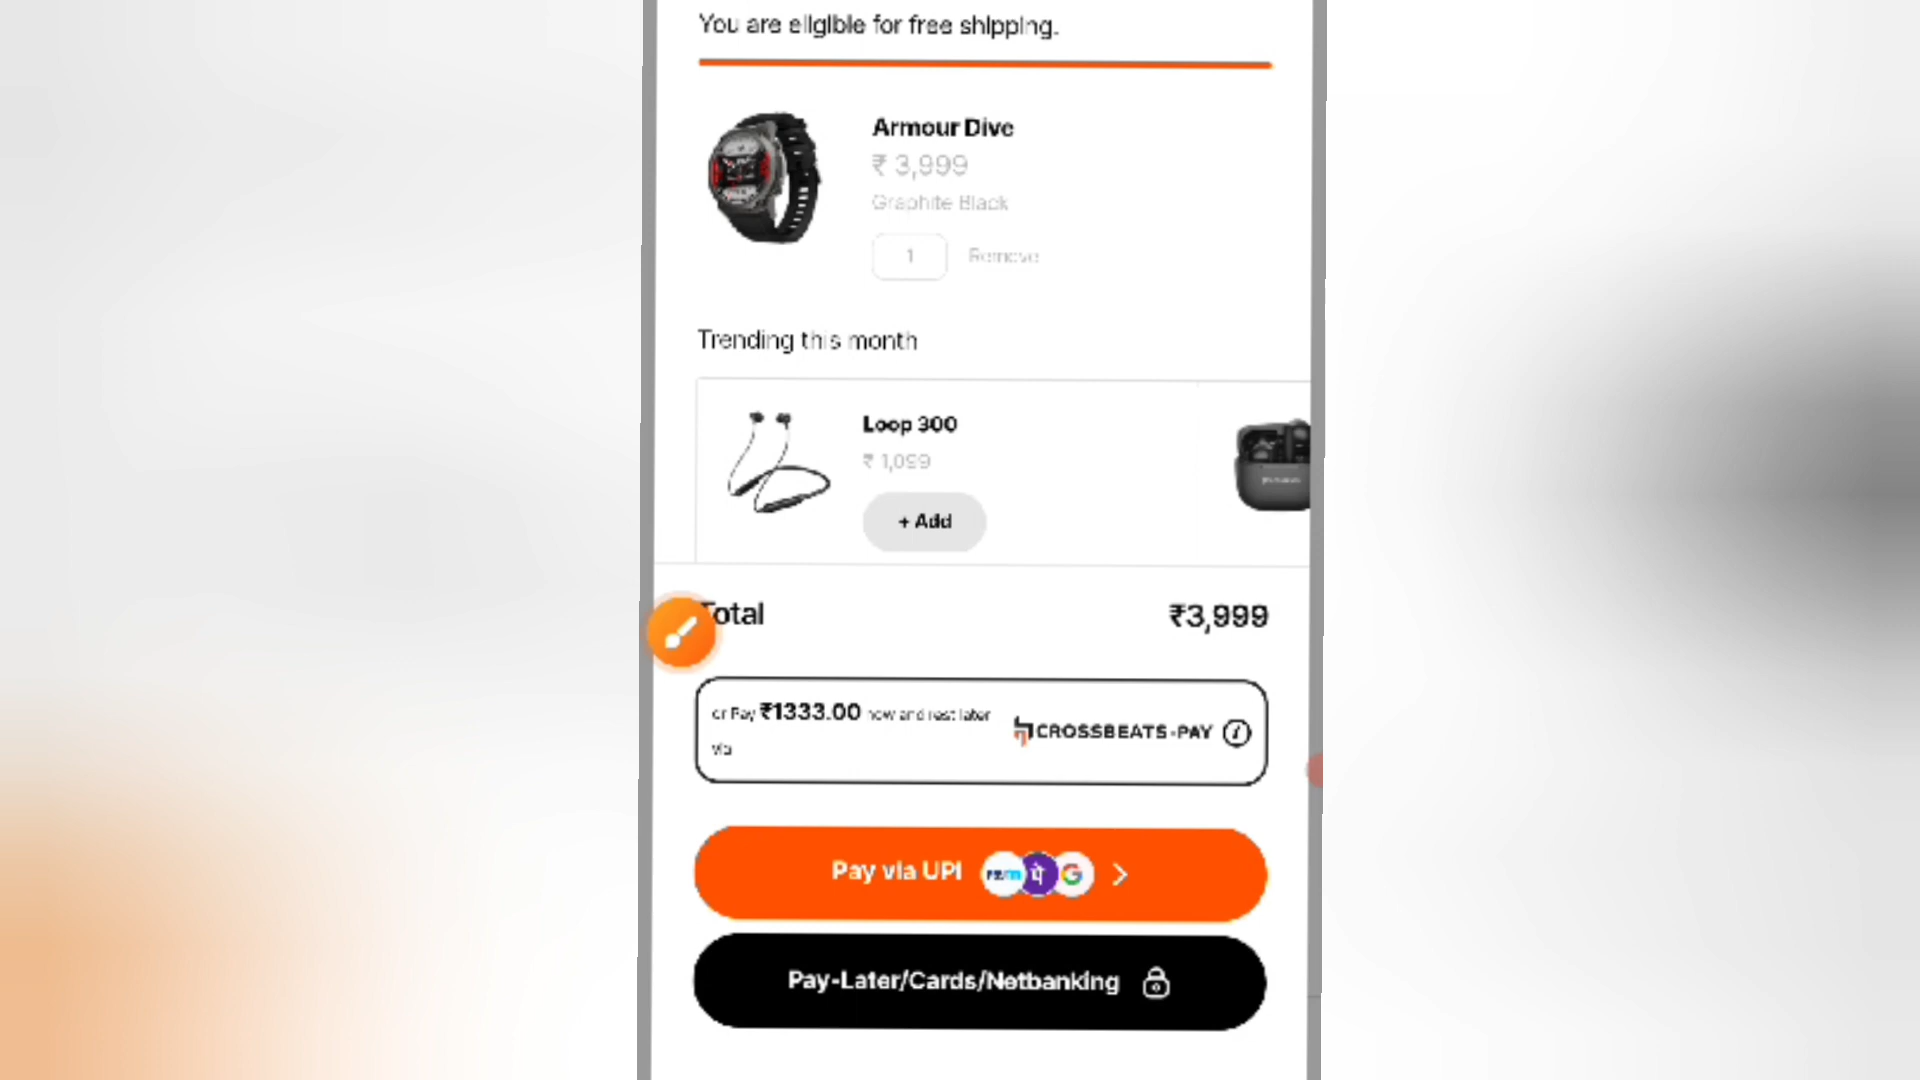 You are eligible for free shipping.
Armour Dive
₹ 3,999
Graphite Black
1
Remove
Trending this month
Loop 300
₹ 1,099
+ Add
Total
₹3,999
or Pay ₹1333.00 now and rest later
via
CROSSBEATS-PAY
Pay via UPI
Paytm
पे
G
Pay-Later/Cards/Netbanking